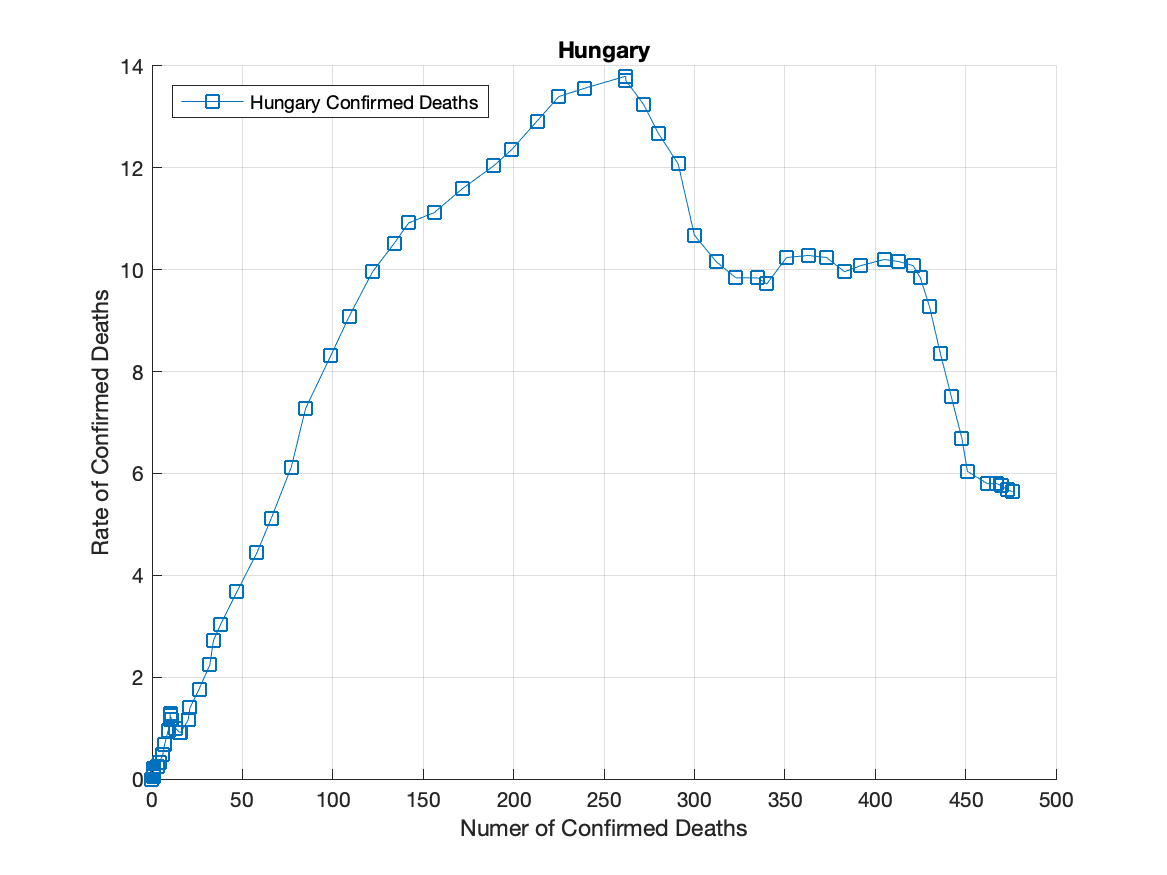 Hungary
Hungary Confirmed Deaths
Rate of Confirmed Deaths
14
12
10
8
6
4
2
0
0 50 100 150 200 250 300 350 400 450 500
Numer of Confirmed Deaths